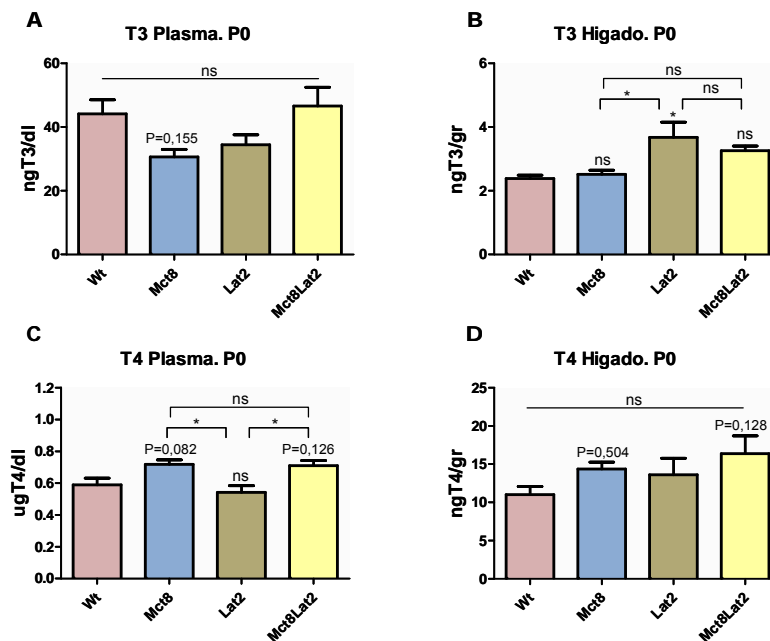 A
T3 Plasma. P0
60
40
20
0
ngT3/dl
ns
P=0,155
Wt
Mct8
Lat2
Mct8Lat2
B
T3 Higado. P0
6
4
2
0
ngT3/gr
ns
*
ns
*
ns
ns
Wt
Mct8
Lat2
Mct8Lat2
C
T4 Plasma. P0
1.2
1.0
0.8
0.6
0.4
0.2
0.0
ugT4/dl
ns
*
*
P=0,082
P=0,126
ns
Wt
Mct8
Lat2
Mct8Lat2
D
T4 Higado. P0
25
20
15
10
5
0
ngT4/gr
ns
P=0,128
P=0,504
Wt
Mct8
Lat2
Mct8Lat2